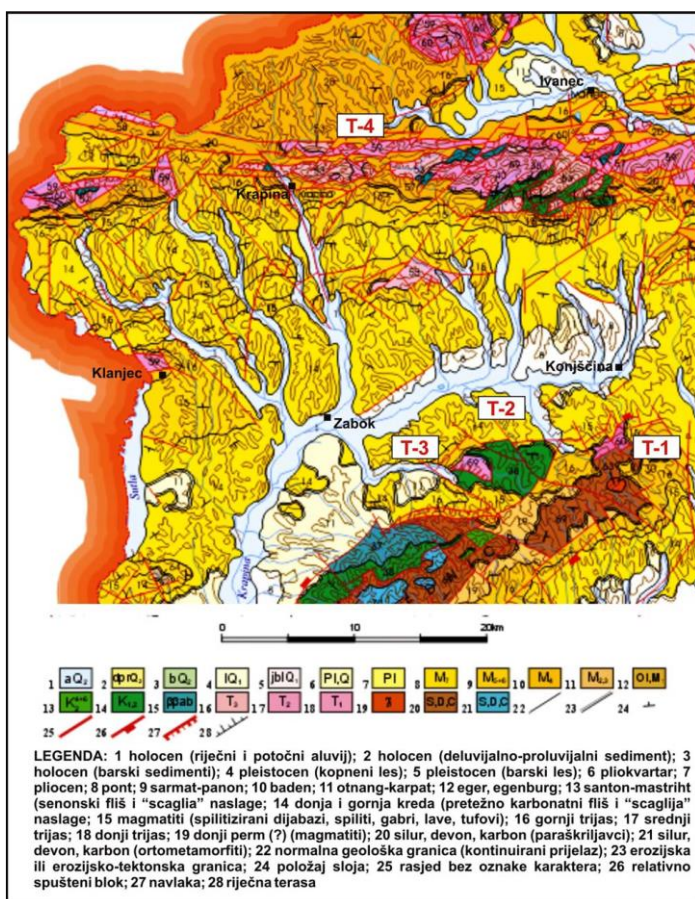 Ivanec
T-4
Krapina
Klanjec
Konjščina
Zabok
T-2
T-3
T-1
Sutla
Krapina
0 10 20km
1 aQ₂ 2 dprQ₂ 3 bQ₂ 4 lQ₁ 5 jblQ₁ 6 Pl,Q 7 Pl 8 M₇ 9 M₅₊₆ 10 M₄ 11 M₂,₃ 12 Ol,M₁
13 14 K₁,₂ 15 ββab 16 T₃ 17 T₂ 18 T₁ 19 20 S,D,C 21 S,D,C 22 23 24
25 26 27 28
LEGENDA: 1 holocen (riječni i potočni aluvij); 2 holocen (deluvijalno-proluvijalni sediment); 3
holocen (barski sedimenti); 4 pleistocen (kopneni les); 5 pleistocen (barski les); 6 pliokvartar; 7
pliocen; 8 pont; 9 sarmat-panon; 10 baden; 11 otnang-karpat; 12 eger, egenburg; 13 santon-mastriht
(senonski fliš i “scaglia” naslage; 14 donja i gornja kreda (pretežno karbonatni fliš i “scaglija”
naslage; 15 magmatiti (spilitizirani dijabazi, spiliti, gabri, lave, tufovi); 16 gornji trijas; 17 srednji
trijas; 18 donji trijas; 19 donji perm (?) (magmatiti); 20 silur, devon, karbon (paraškriljavci); 21 silur,
devon, karbon (ortometamorfiti); 22 normalna geološka granica (kontinuirani prijelaz); 23 erozijska
ili erozijsko-tektonska granica; 24 položaj sloja; 25 rasjed bez oznake karaktera; 26 relativno
spušteni blok; 27 navlaka; 28 riječna terasa